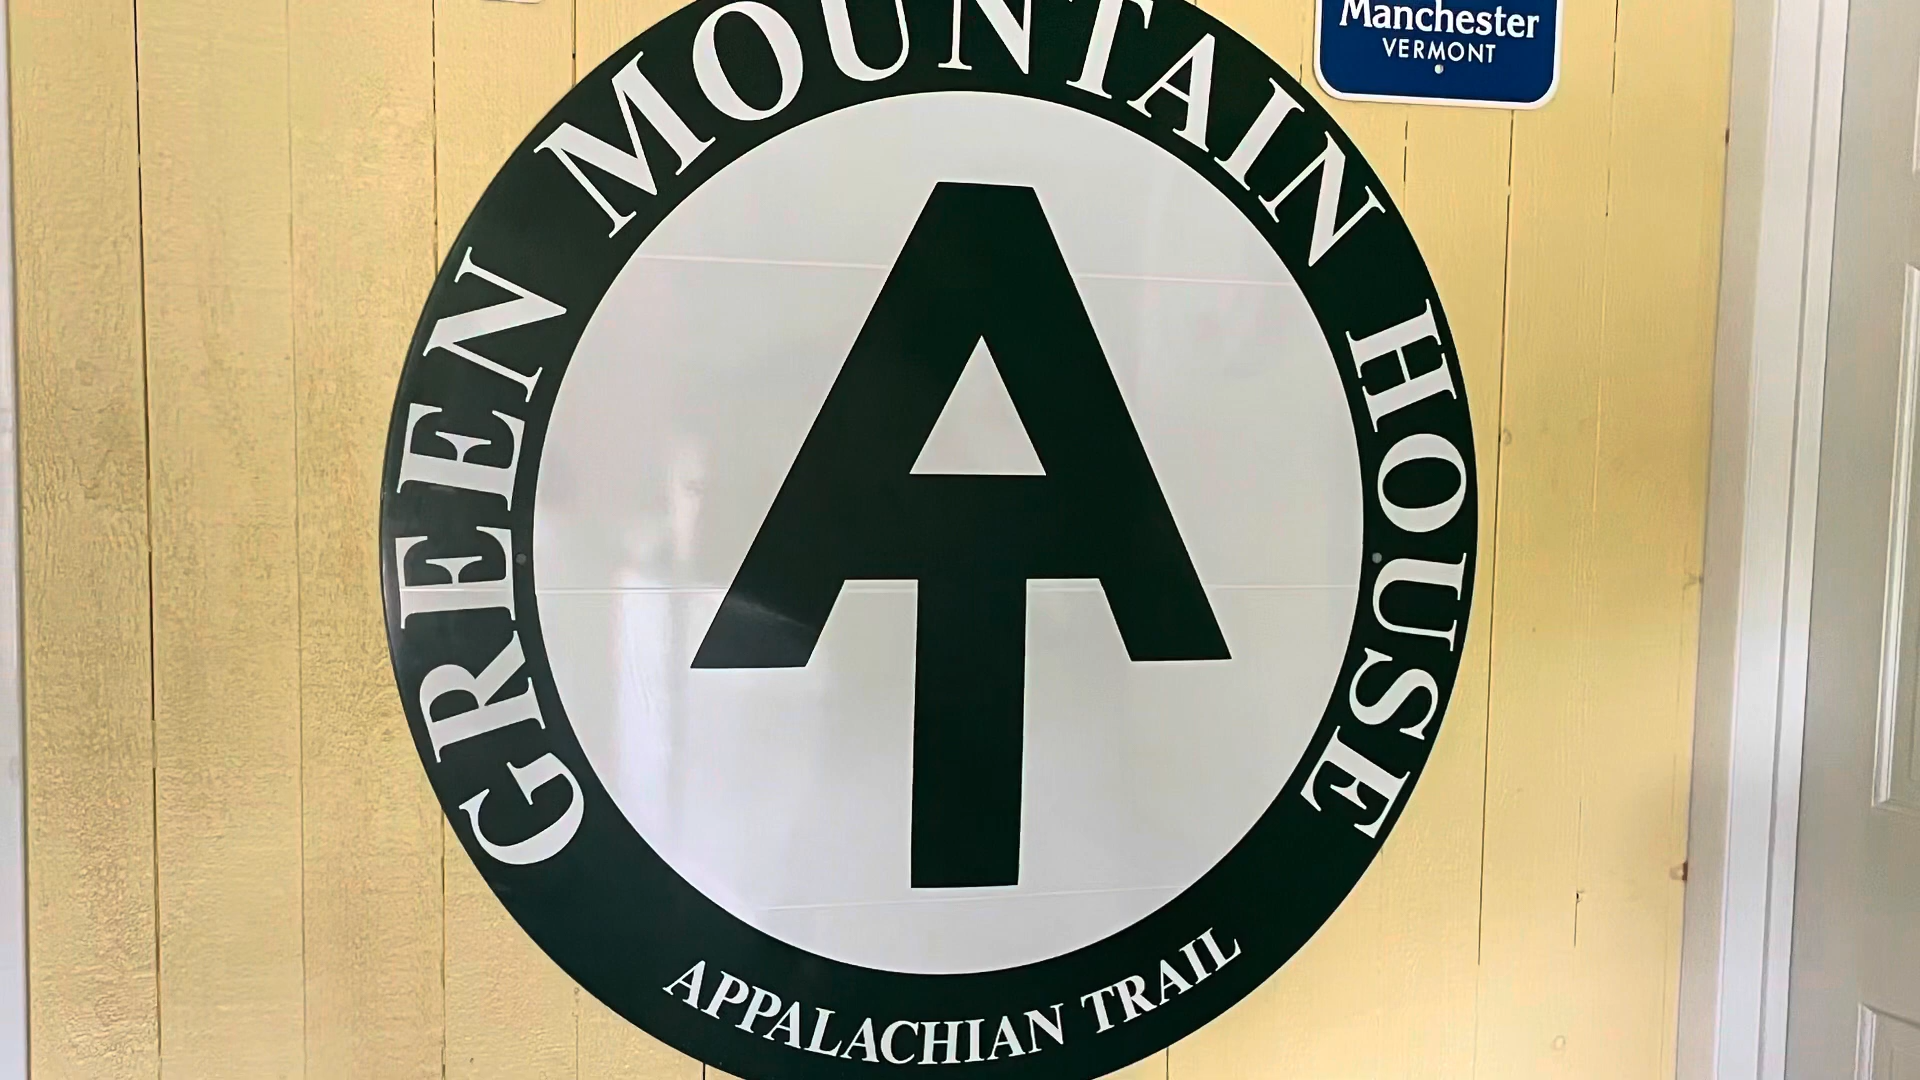 Manchester
VERMONT
GREEN MOUNTAIN HOUSE
AT
APPALACHIAN TRAIL